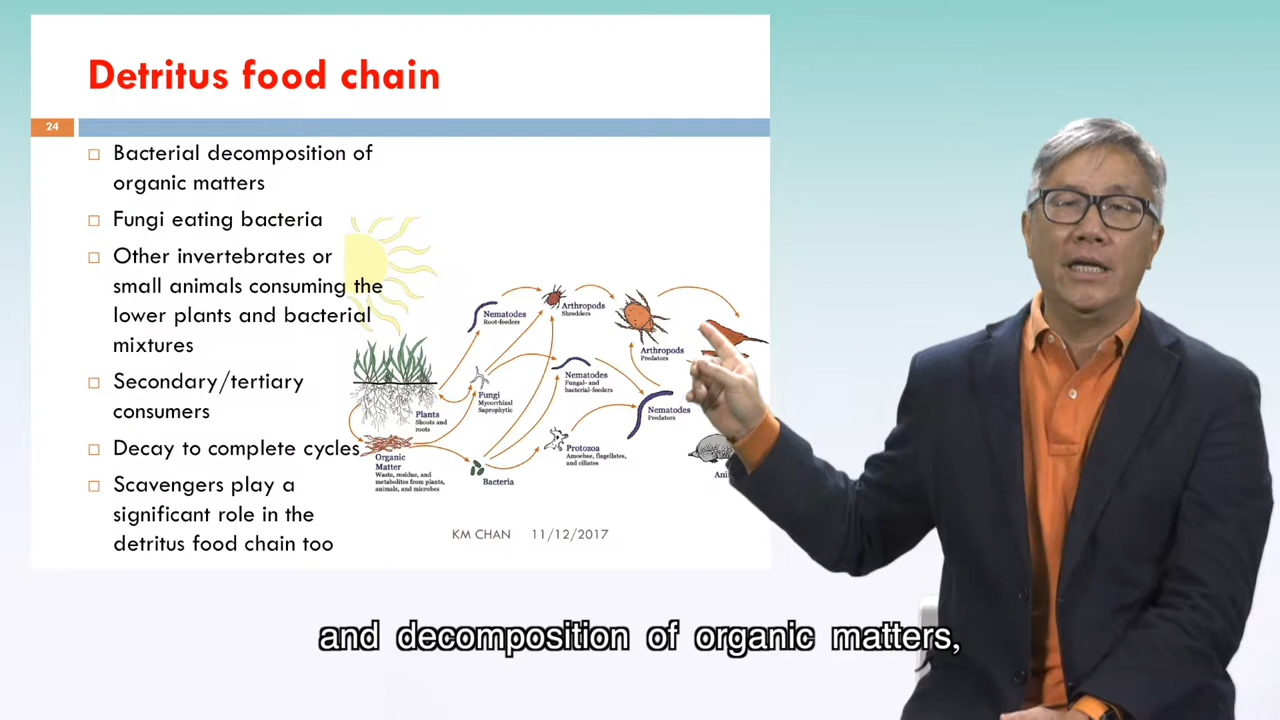 Detritus food chain
24
Bacterial decomposition of
organic matters
Fungi eating bacteria
Other invertebrates or
small animals consuming the
lower plants and bacterial
mixtures
Secondary/tertiary
consumers
Decay to complete cycles
Scavengers play a
significant role in the
detritus food chain too
Nematodes
Root-feeders
Arthropods
Shredders
Arthropods
Predators
Nematodes
Fungal- and
bacterial-feeders
Fungi
Mycorrhizal
Saprophytic
Plants
Shoots and
roots
Nematodes
Predators
Organic
Matter
Waste, residue, and
metabolites from plants,
animals, and microbes
Bacteria
Protozoa
Amoebae, flagellates,
and ciliates
KM CHAN 11/12/2017
and decomposition of organic matters,